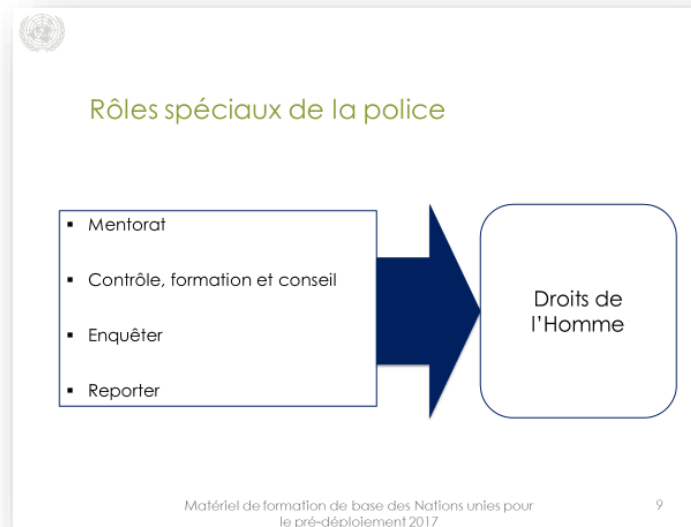 Rôles spéciaux de la police
▪ Mentorat
▪ Contrôle, formation et conseil
▪ Enquêter
▪ Reporter
Droits de
l'Homme
Matériel de formation de base des Nations unies pour
le pré-déploiement 2017
9